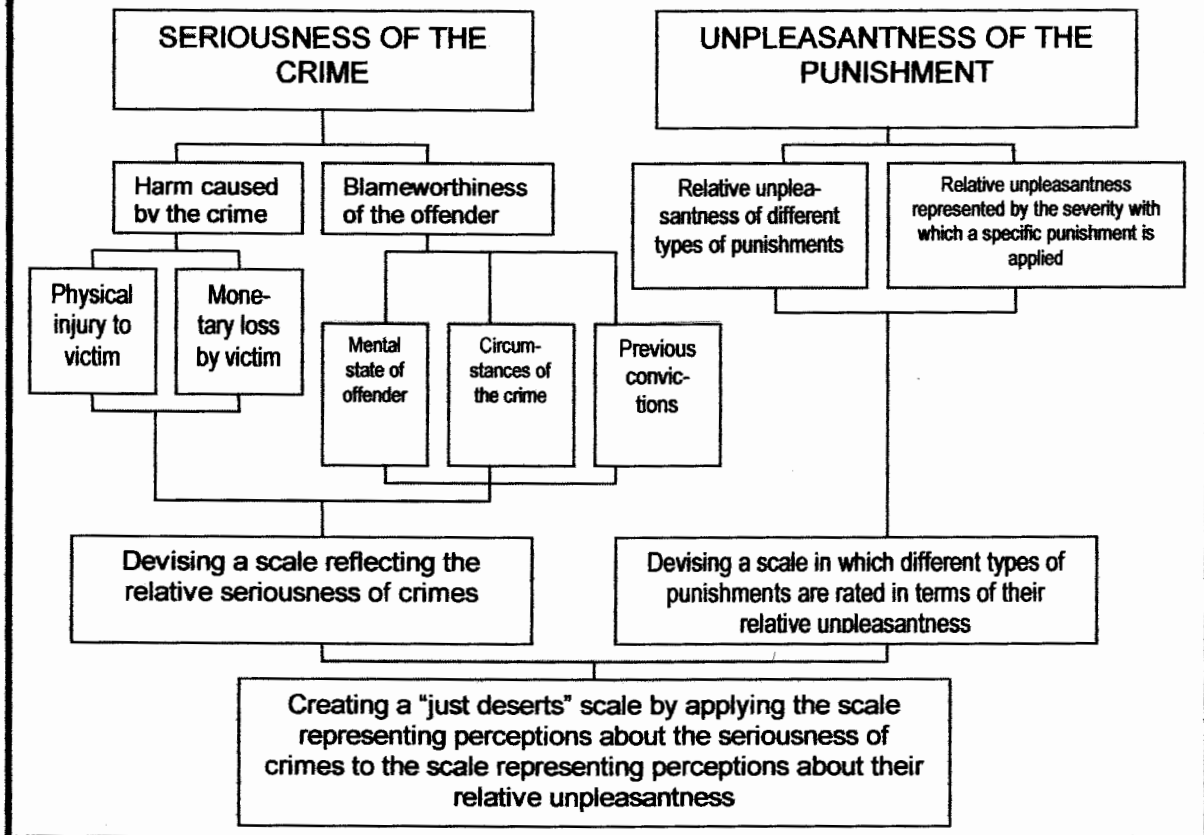 SERIOUSNESS OF THE
CRIME
UNPLEASANTNESS OF THE
PUNISHMENT
Harm caused
by the crime
Blameworthiness
of the offender
Relative unplea-
santness of different
types of punishments
Relative unpleasantness
represented by the severity with
which a specific punishment is
applied
Physical
injury to
victim
Mone-
tary loss
by victim
Mental
state of
offender
Circum-
stances of
the crime
Previous
convic-
tions
Devising a scale reflecting the
relative seriousness of crimes
Devising a scale in which different types of
punishments are rated in terms of their
relative unpleasantness
Creating a "just deserts" scale by applying the scale
representing perceptions about the seriousness of
crimes to the scale representing perceptions about their
relative unpleasantness